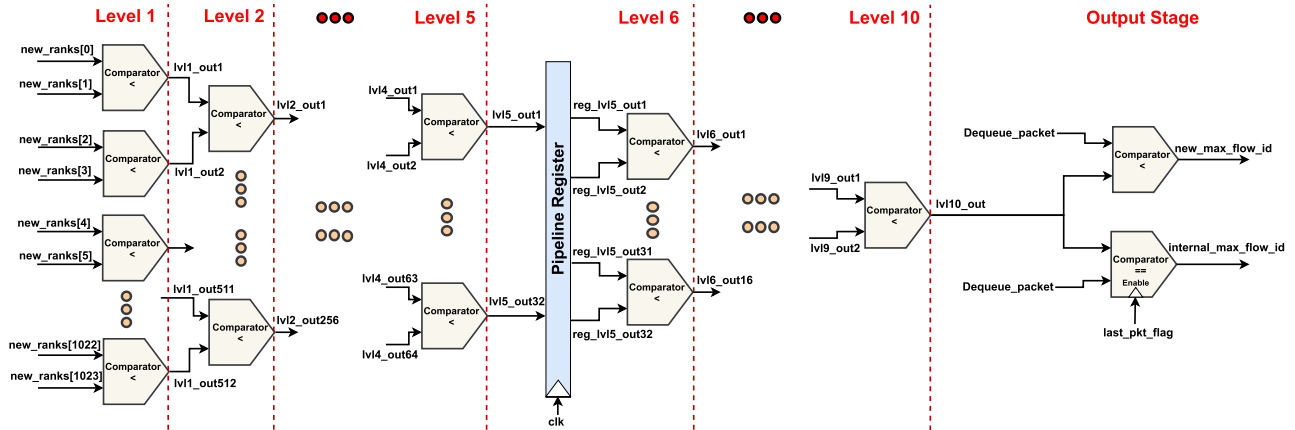 Level 1
Level 2
Level 5
Level 6
Level 10
Output Stage
new_ranks[0]
new_ranks[1]
Comparator
<
lvl1_out1
new_ranks[2]
new_ranks[3]
Comparator
<
lvl1_out2
new_ranks[4]
new_ranks[5]
Comparator
<
new_ranks[1022]
new_ranks[1023]
Comparator
<
lvl1_out512
Comparator
<
lvl2_out1
lvl1_out511
Comparator
<
lvl2_out256
lvl4_out1
lvl4_out2
Comparator
<
lvl5_out1
lvl4_out63
lvl4_out64
Comparator
<
lvl5_out32
Pipeline Register
clk
reg_lvl5_out1
reg_lvl5_out2
Comparator
<
lvl6_out1
reg_lvl5_out31
reg_lvl5_out32
Comparator
<
lvl6_out16
lvl9_out1
lvl9_out2
Comparator
<
lvl10_out
Dequeue_packet
Comparator
<
new_max_flow_id
Dequeue_packet
Comparator
==
Enable
internal_max_flow_id
last_pkt_flag